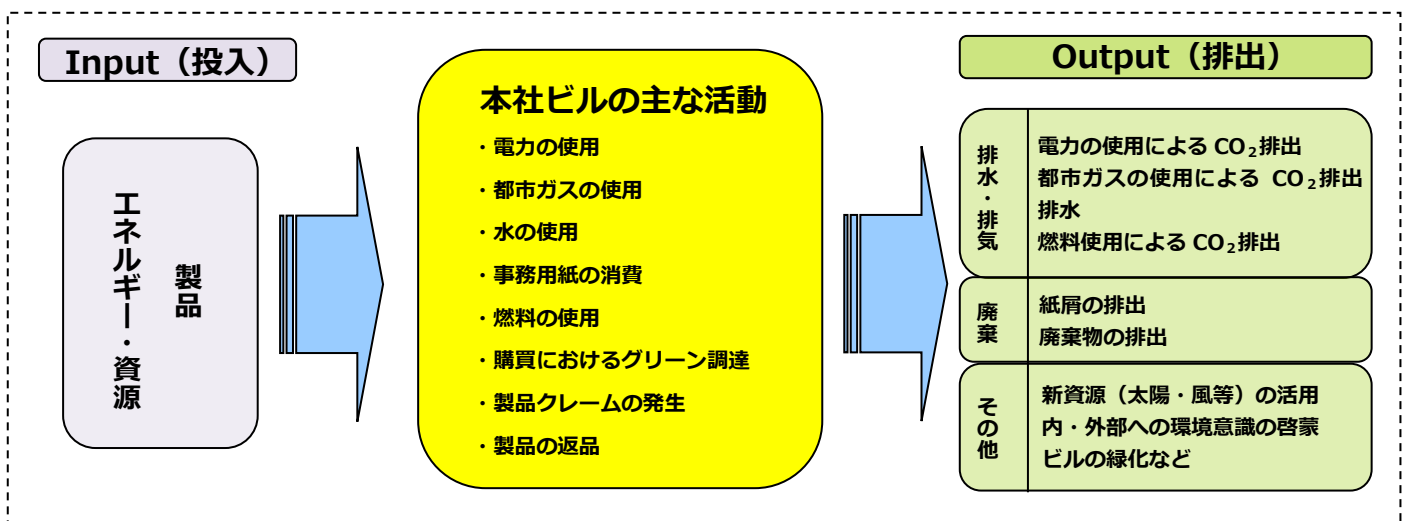 Input（投入）
エネルギー・資源
製品
本社ビルの主な活動
・電力の使用
・都市ガスの使用
・水の使用
・事務用紙の消費
・燃料の使用
・購買におけるグリーン調達
・製品クレームの発生
・製品の返品
Output（排出）
排水・排気
電力の使用による CO₂排出
都市ガスの使用による CO₂排出
排水
燃料使用による CO₂排出
廃棄
紙屑の排出
廃棄物の排出
その他
新資源（太陽・風等）の活用
内・外部への環境意識の啓蒙
ビルの緑化など